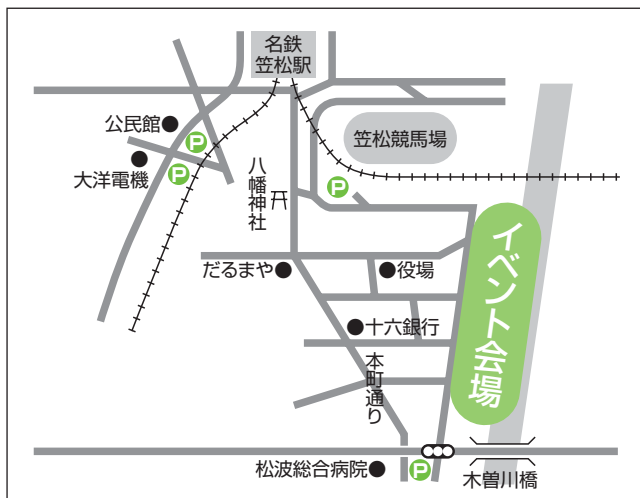 名鉄
笠松駅
公民館
P
笠松競馬場
大洋電機
P
八幡神社
P
イベント会場
だるまや
役場
十六銀行
本町通り
松波総合病院
P
木曽川橋